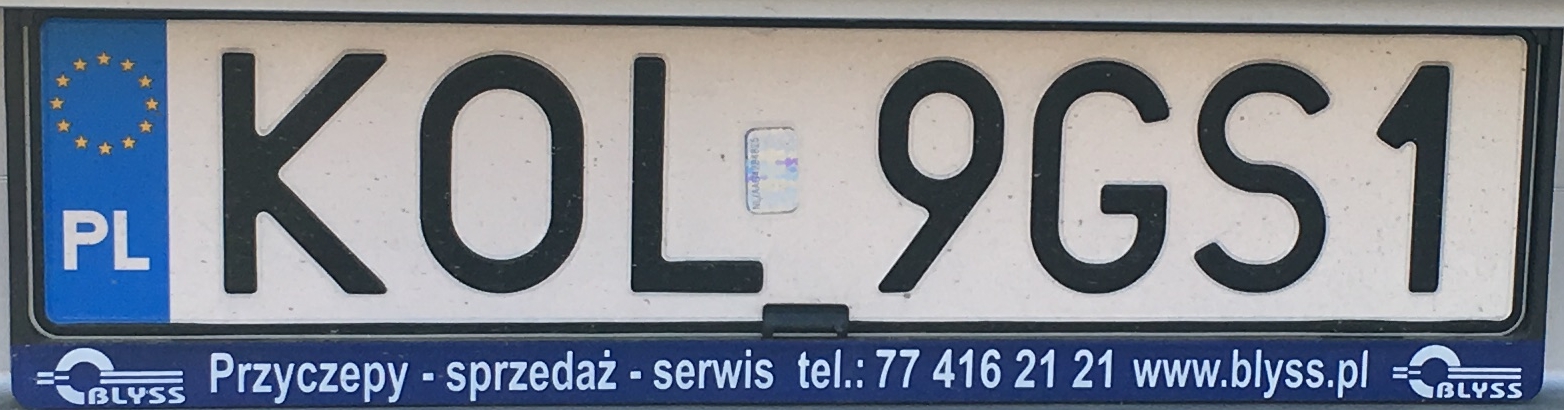 PL KOL 9GS1
BLYSS Przyczepy - sprzedaż - serwis tel.: 77 416 21 21 www.blyss.pl BLYSS